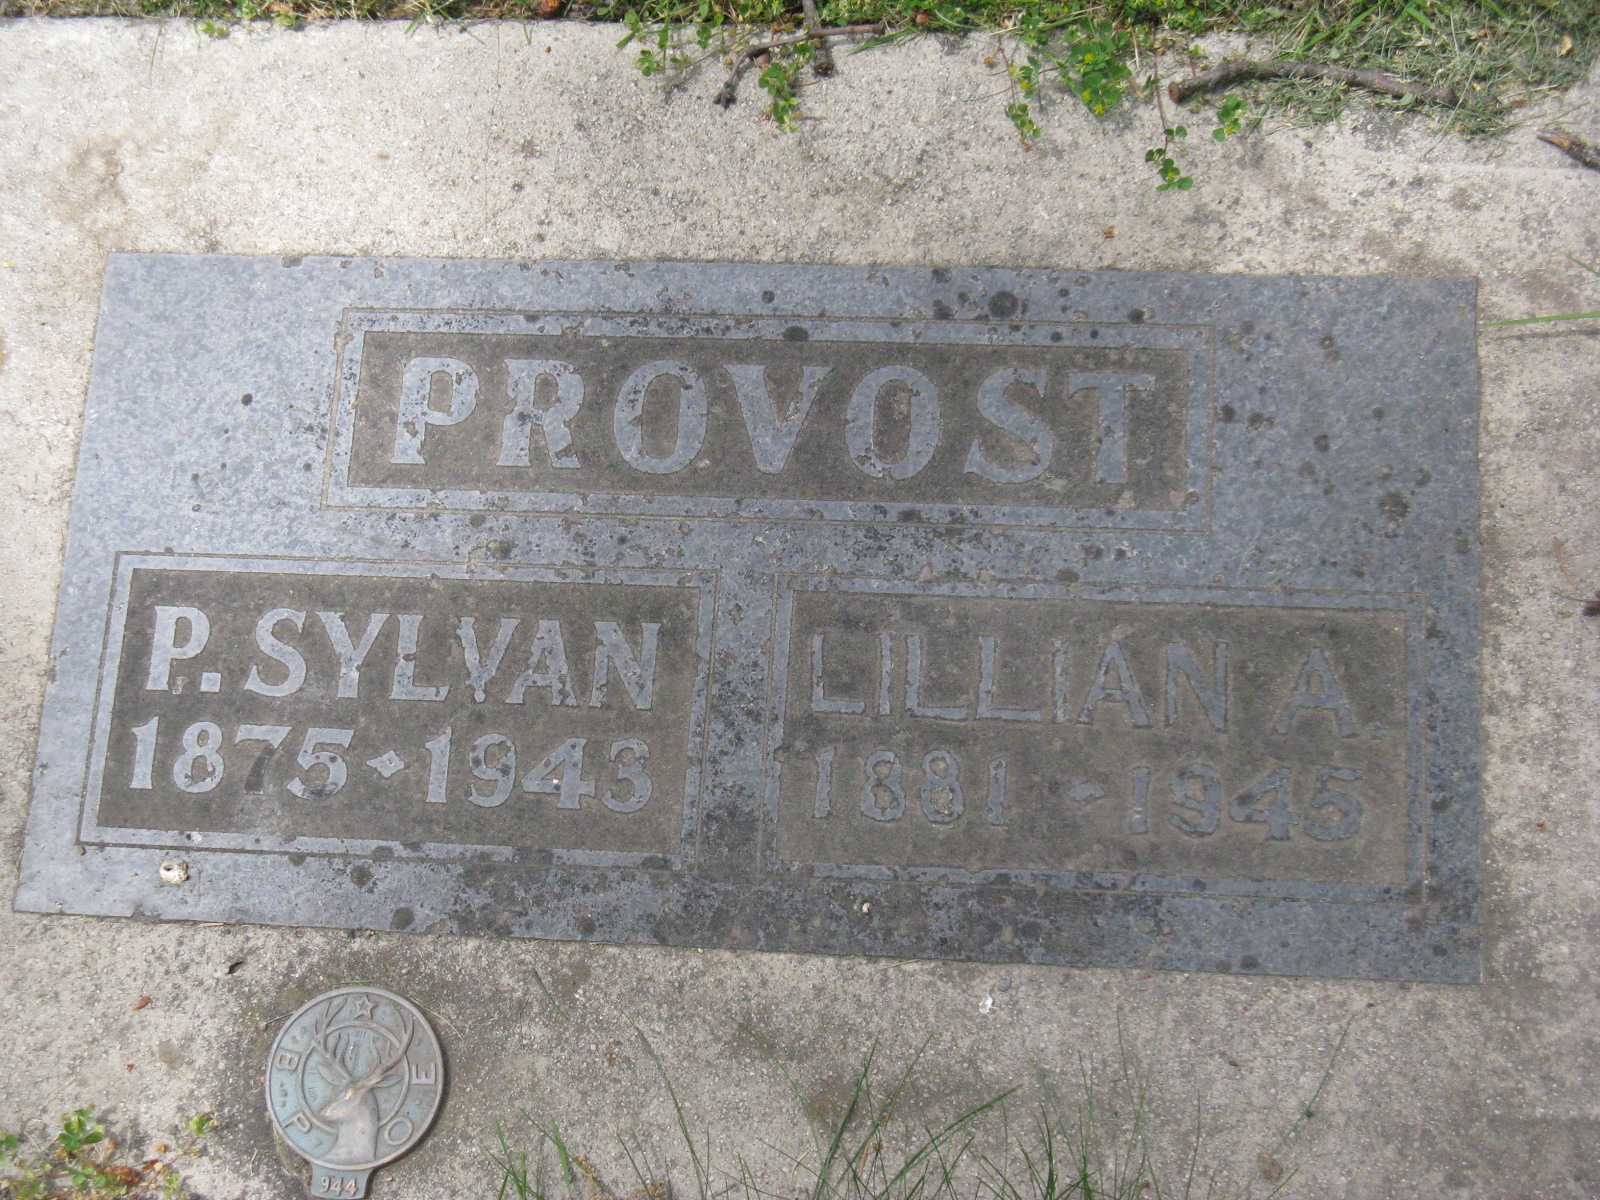 PROVOST
P. SYLVAN
1875 · 1943
LILLIAN A.
1881 · 1945
B P O E
944